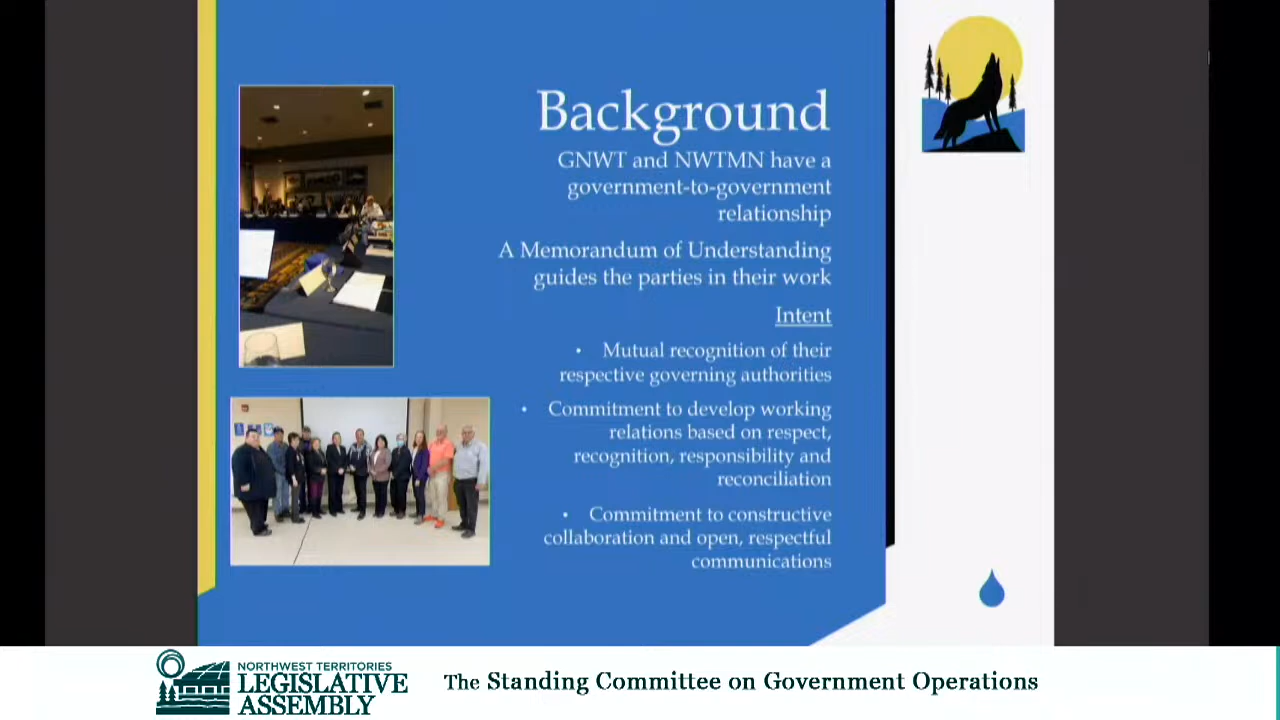 Background
GNWT and NWTMN have a
government-to-government
relationship
A Memorandum of Understanding
guides the parties in their work
Intent
• Mutual recognition of their
respective governing authorities
• Commitment to develop working
relations based on respect,
recognition, responsibility and
reconciliation
• Commitment to constructive
collaboration and open, respectful
communications
NORTHWEST TERRITORIES
LEGISLATIVE
ASSEMBLY
The Standing Committee on Government Operations